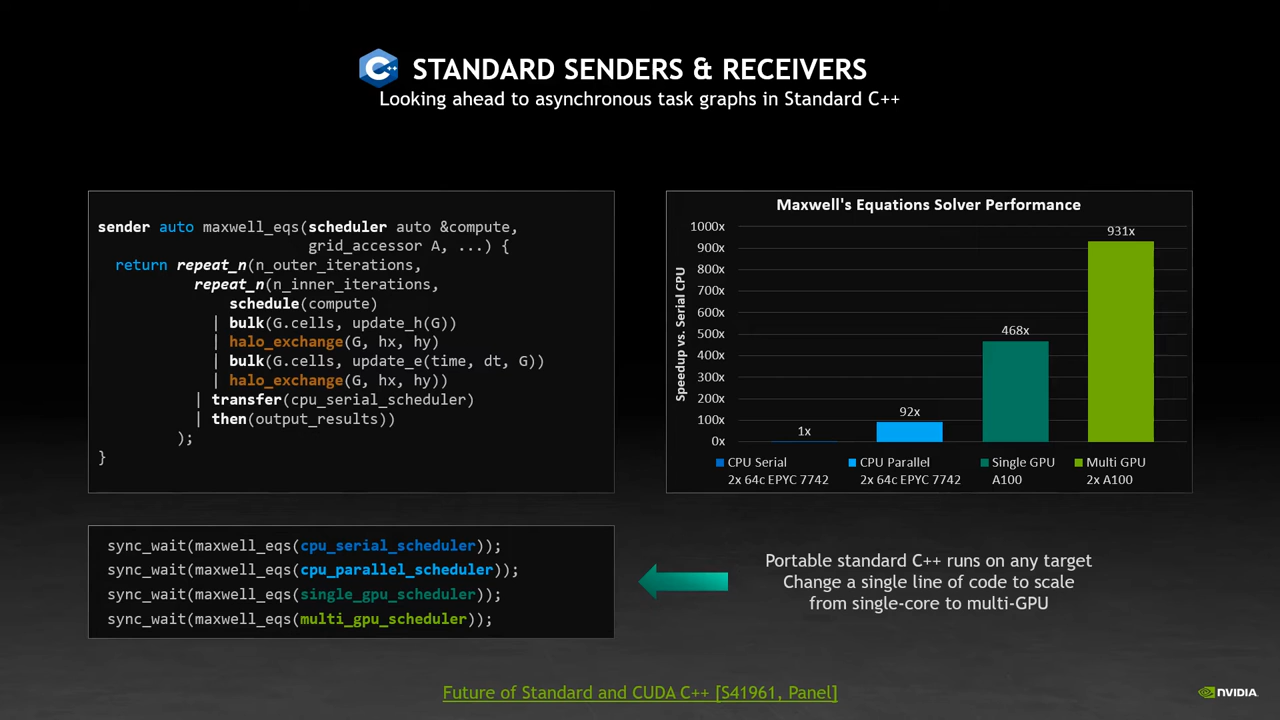 C++
STANDARD SENDERS & RECEIVERS
Looking ahead to asynchronous task graphs in Standard C++
sender auto maxwell_eqs(scheduler auto &compute,
                        grid_accessor A, ...) {
  return repeat_n(n_outer_iterations,
           repeat_n(n_inner_iterations,
               schedule(compute)
             | bulk(G.cells, update_h(G))
             | halo_exchange(G, hx, hy)
             | bulk(G.cells, update_e(time, dt, G))
             | halo_exchange(G, hx, hy))
           | transfer(cpu_serial_scheduler)
           | then(output_results))
         );
}
Maxwell's Equations Solver Performance
Speedup vs. Serial CPU
1000x
900x
800x
700x
600x
500x
400x
300x
200x
100x
0x
1x
92x
468x
931x
CPU Serial
2x 64c EPYC 7742
CPU Parallel
2x 64c EPYC 7742
Single GPU
A100
Multi GPU
2x A100
sync_wait(maxwell_eqs(cpu_serial_scheduler));
sync_wait(maxwell_eqs(cpu_parallel_scheduler));
sync_wait(maxwell_eqs(single_gpu_scheduler));
sync_wait(maxwell_eqs(multi_gpu_scheduler));
Portable standard C++ runs on any target
Change a single line of code to scale
from single-core to multi-GPU
Future of Standard and CUDA C++ [S41961, Panel]
NVIDIA.